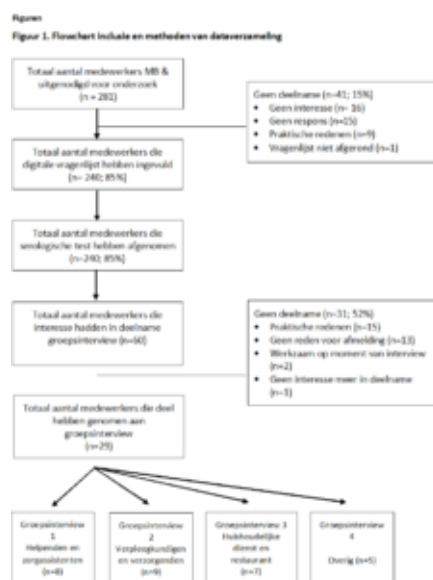 Figuren
Figuur 1. Flowchart inclusie en methoden van dataverzameling
Totaal aantal medewerkers MB &
uitgenodigd voor onderzoek
(n = 281)
Geen deelname (n=41; 15%)
• Geen interesse (n= 16)
• Geen respons (n=15)
• Praktische redenen (n=9)
• Vragenlijst niet afgerond (n=1)
Totaal aantal medewerkers die
digitale vragenlijst hebben ingevuld
(n= 240; 85%)
Totaal aantal medewerkers die
serologische test hebben afgenomen
(n=240; 85%)
Totaal aantal medewerkers die
interesse hadden in deelname
groepsinterview (n=60)
Geen deelname (n=31; 52%)
• Praktische redenen (n=15)
• Geen reden voor afmelding (n=13)
• Werkzaam op moment van interview
(n=2)
• Geen interesse meer in deelname
(n=1)
Totaal aantal medewerkers die deel
hebben genomen aan
groepsinterview
(n=29)
Groepsinterview
1
Helpenden en
zorgassistenten
(n=8)
Groepsinterview
2
Verpleegkundigen
en verzorgenden
(n=9)
Groepsinterview 3
Huishoudelijke
dienst en
restaurant
(n=7)
Groepsinterview
4
Overig (n=5)